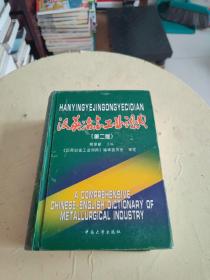 HANYINGYEJINGONGYECIDIAN
汉英冶金工业词典
(第二版)
A COMPREHENSIVE
CHINESE-ENGLISH DICTIONARY OF
METALLURGICAL INDUSTRY
中南大学出版社